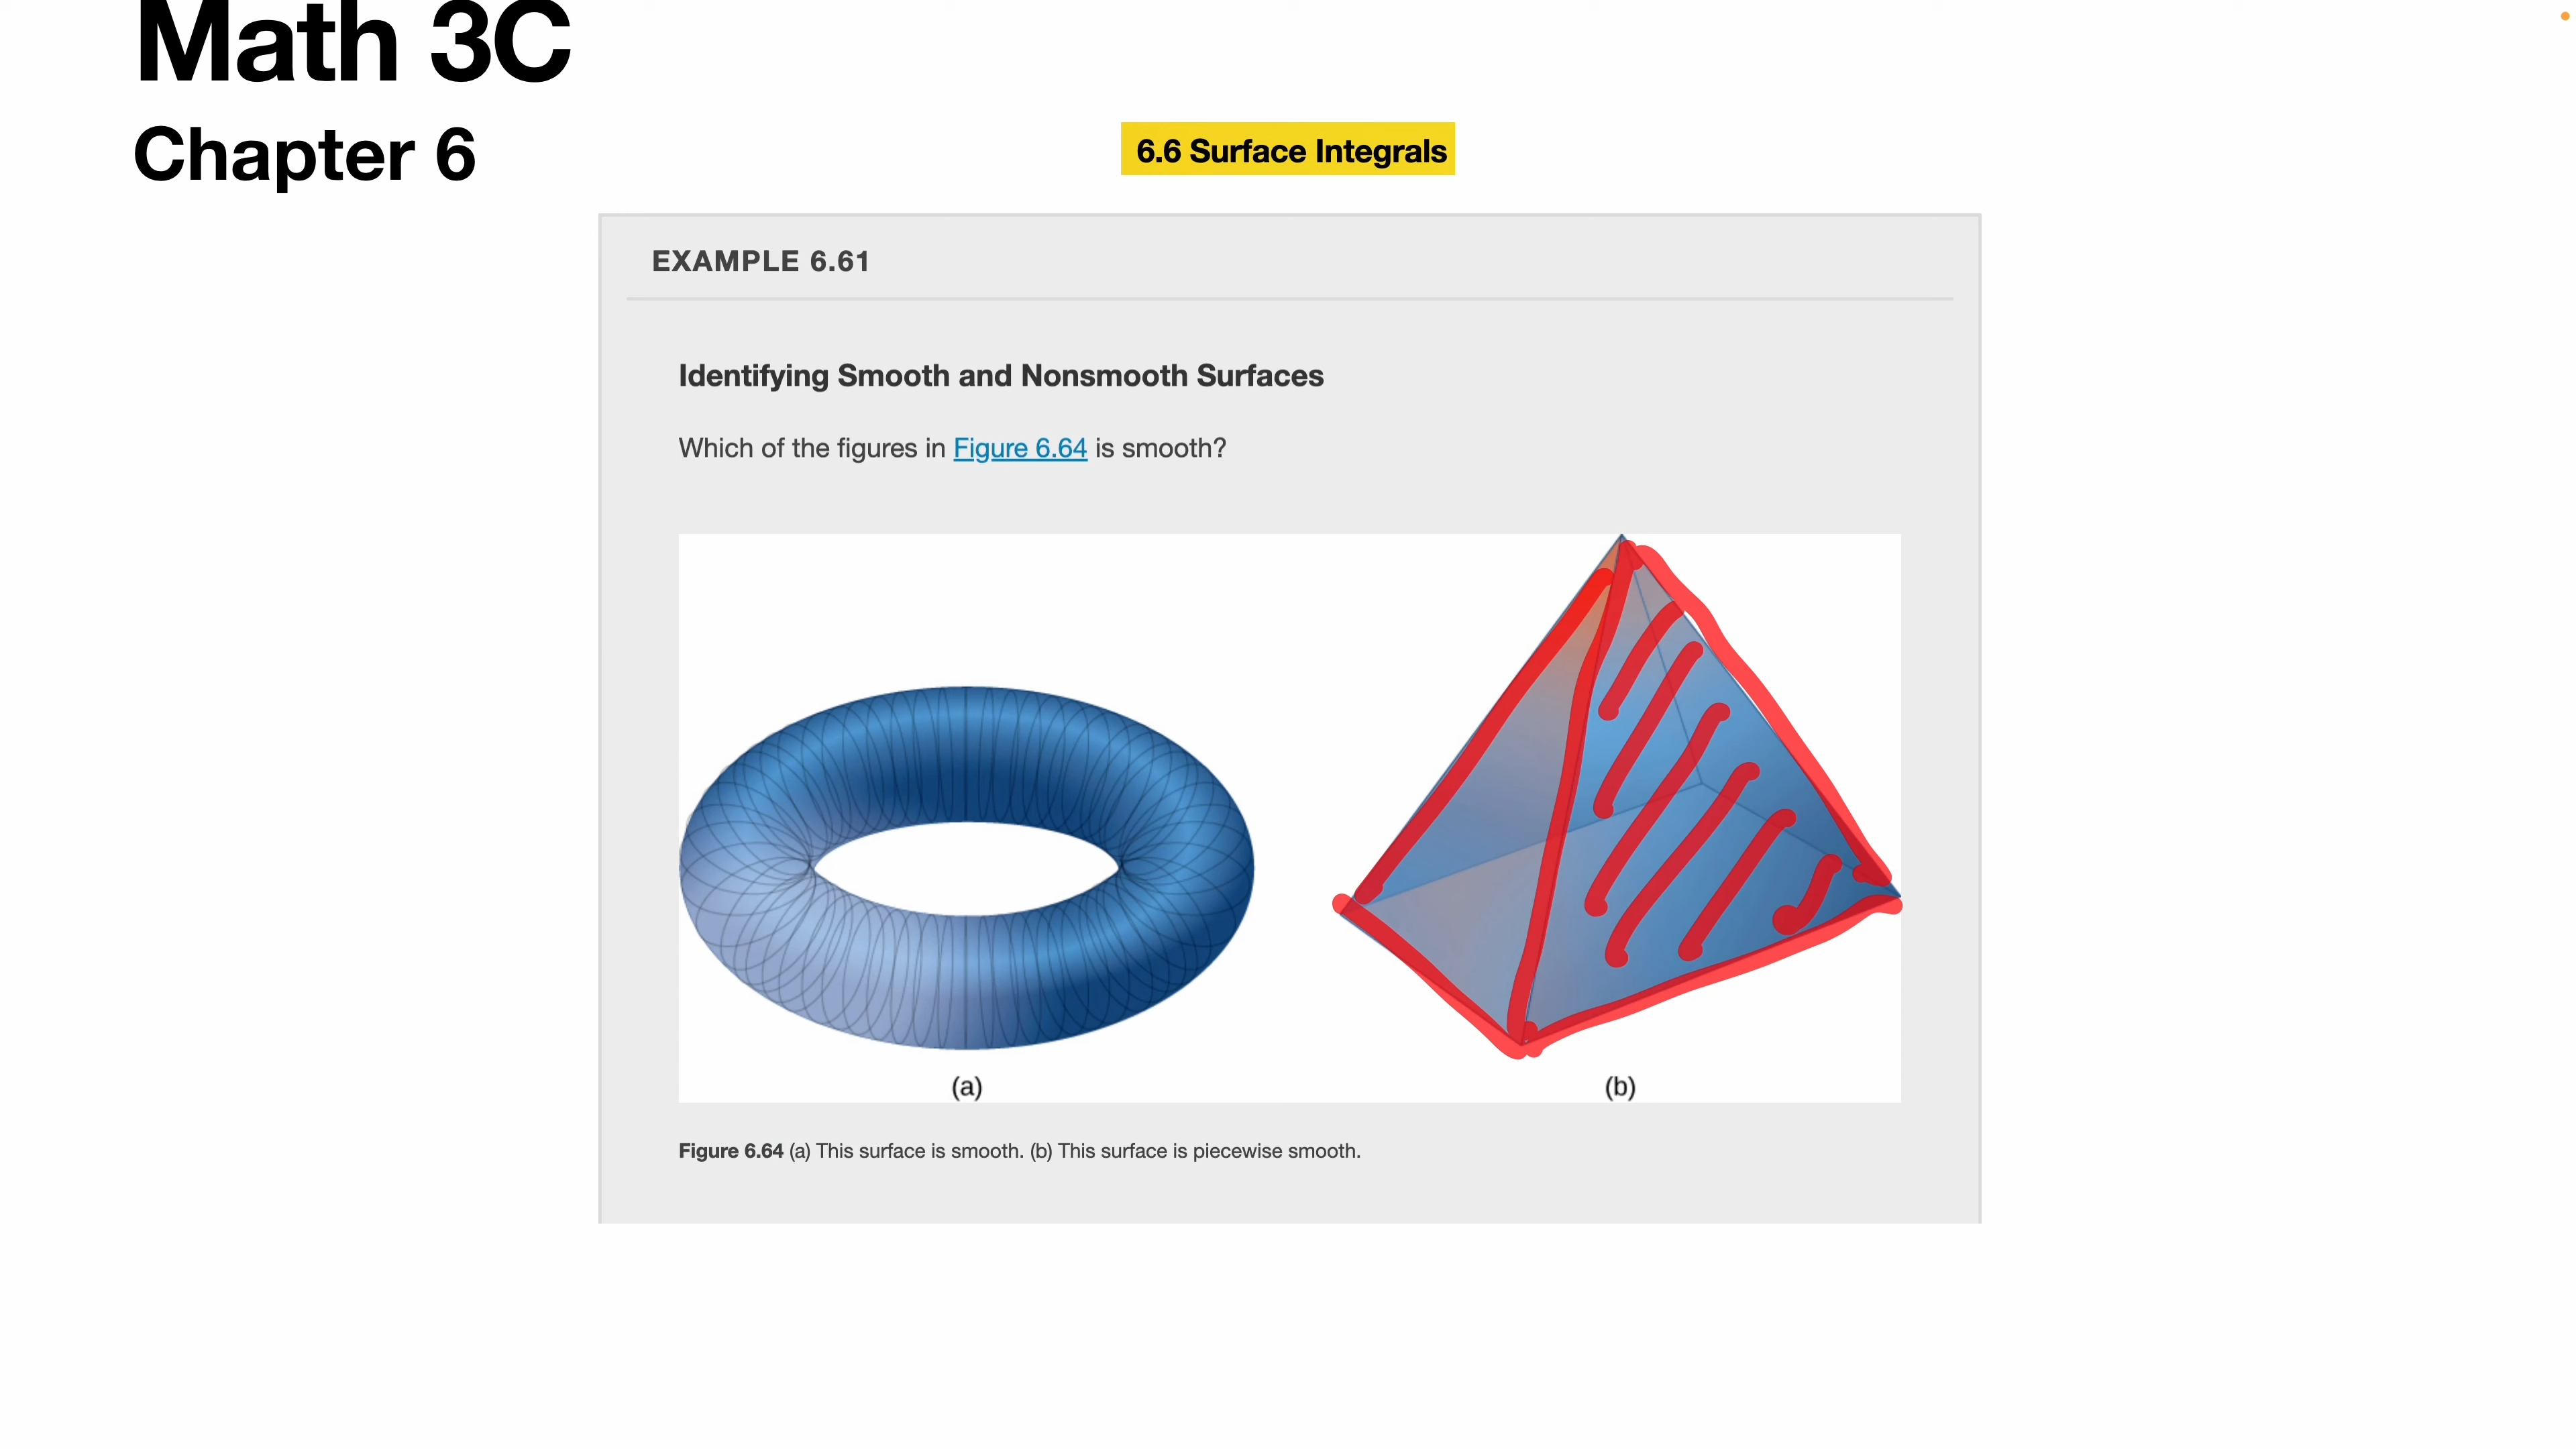 Math 3C
Chapter 6
6.6 Surface Integrals
EXAMPLE 6.61
Identifying Smooth and Nonsmooth Surfaces
Which of the figures in Figure 6.64 is smooth?
(a)
(b)
Figure 6.64 (a) This surface is smooth. (b) This surface is piecewise smooth.